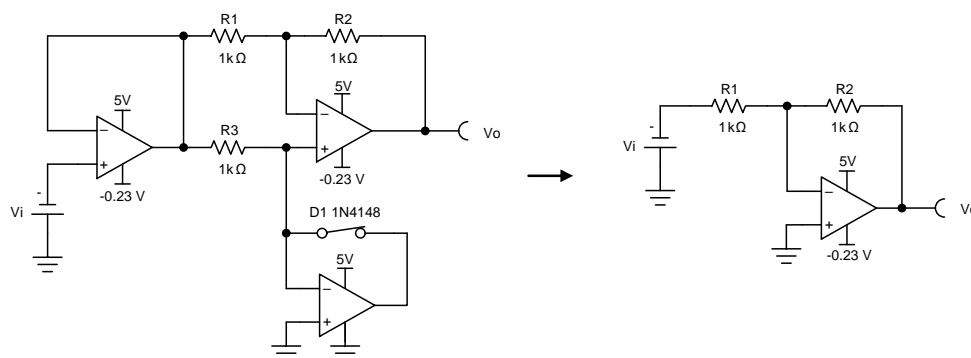 R1
R2
1kΩ
1kΩ
5V
5V
R3
1kΩ
Vo
-0.23 V
-0.23 V
-
Vi
D1 1N4148
5V
R1
R2
1kΩ
1kΩ
-
Vi
5V
Vo
-0.23 V